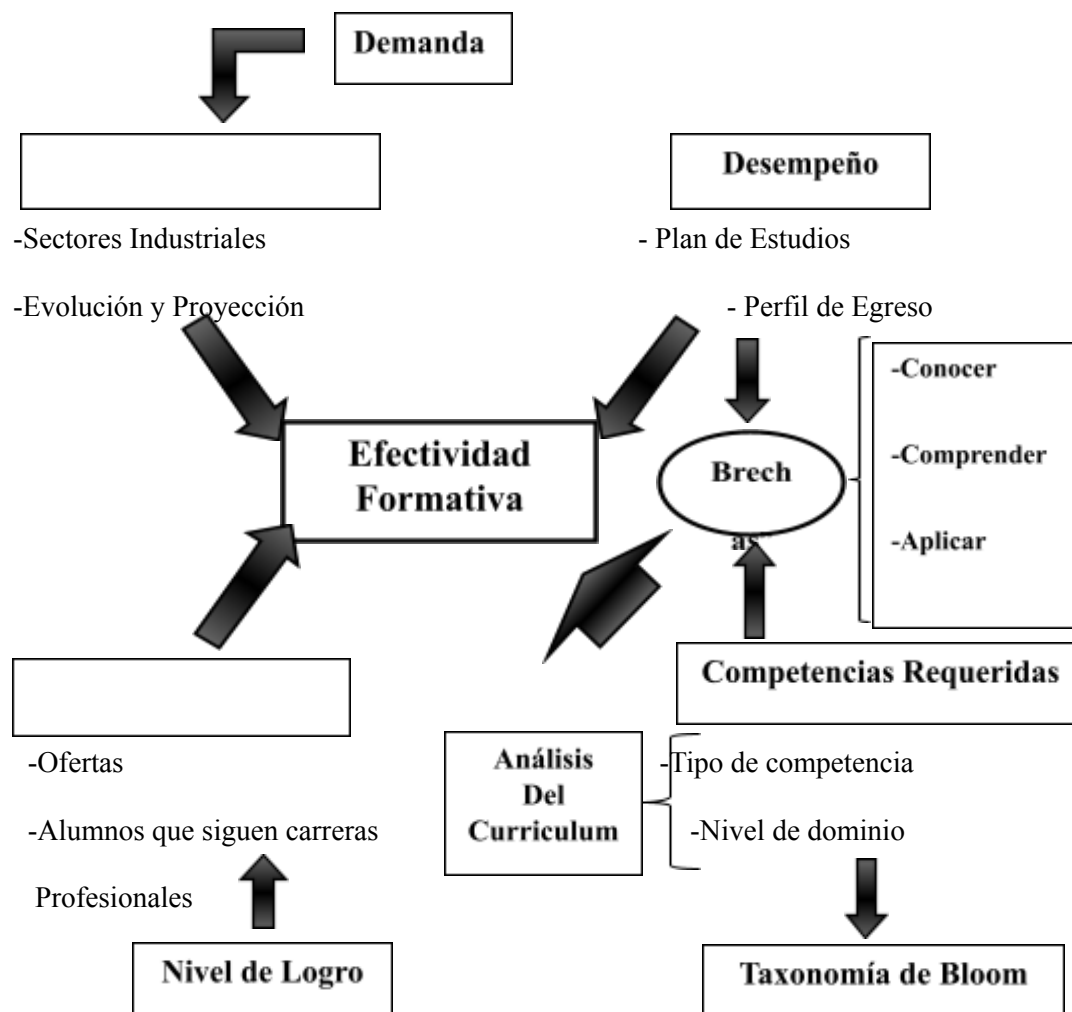 Demanda
Desempeño
-Sectores Industriales
- Plan de Estudios
-Evolución y Proyección
- Perfil de Egreso
-Conocer
-Comprender
-Aplicar
Efectividad
Formativa
Brech
as
Competencias Requeridas
-Ofertas
-Alumnos que siguen carreras
Profesionales
Análisis
Del
Curriculum
-Tipo de competencia
-Nivel de dominio
Nivel de Logro
Taxonomía de Bloom